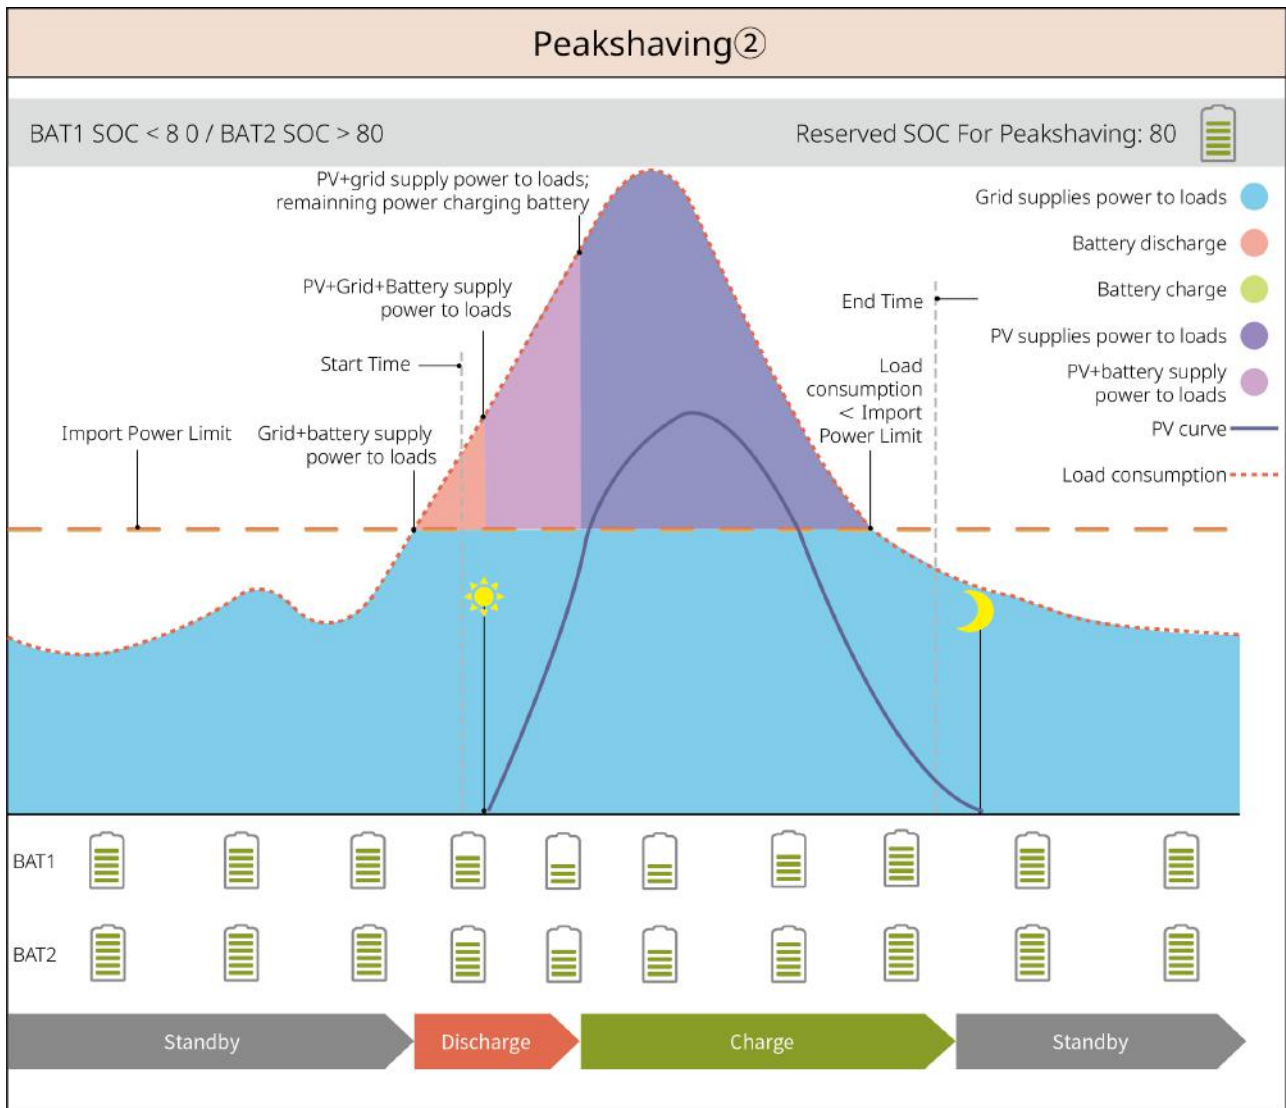 Peakshaving②
BAT1 SOC < 8 0 / BAT2 SOC > 80
Reserved SOC For Peakshaving: 80
PV+grid supply power to loads;
remainning power charging battery
PV+Grid+Battery supply
power to loads
Start Time
Import Power Limit
Grid+battery supply
power to loads
End Time
Load
consumption
< Import
Power Limit
Grid supplies power to loads
Battery discharge
Battery charge
PV supplies power to loads
PV+battery supply
power to loads
PV curve
Load consumption
BAT1
BAT2
Standby
Discharge
Charge
Standby